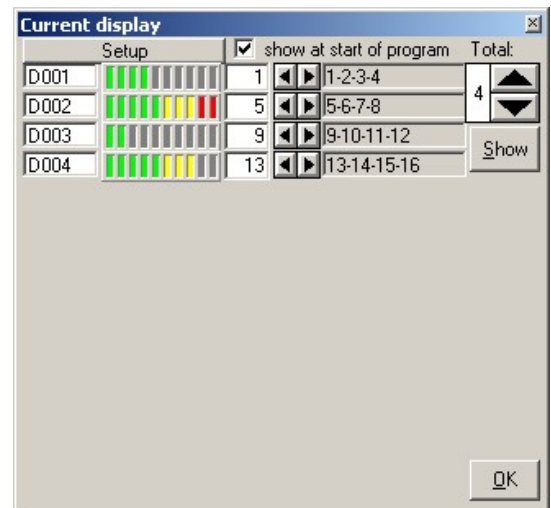 Current display
Setup show at start of program Total:
D001 1 1-2-3-4
D002 5 5-6-7-8
4
D003 9 9-10-11-12
Show
D004 13 13-14-15-16
OK